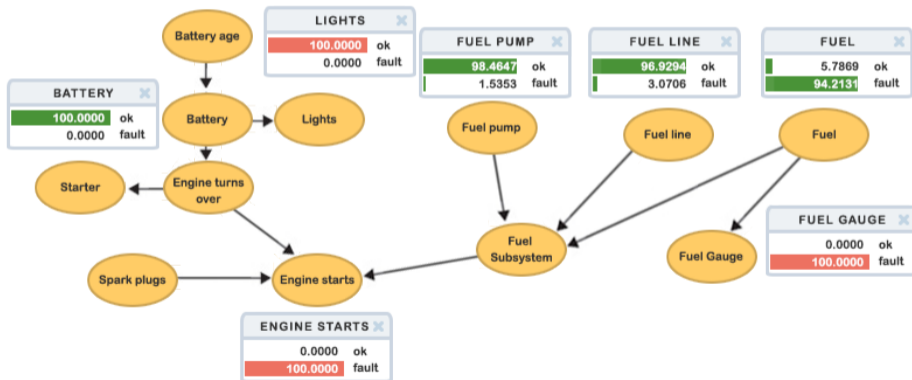 Battery age
LIGHTS
100.0000 ok
0.0000 fault
FUEL PUMP
98.4647 ok
1.5353 fault
FUEL LINE
96.9294 ok
3.0706 fault
FUEL
5.7869 ok
94.2131 fault
BATTERY
100.0000 ok
0.0000 fault
Battery
Lights
Fuel pump
Fuel line
Fuel
Starter
Engine turns
over
Fuel
Subsystem
Fuel Gauge
FUEL GAUGE
0.0000 ok
100.0000 fault
Spark plugs
Engine starts
ENGINE STARTS
0.0000 ok
100.0000 fault